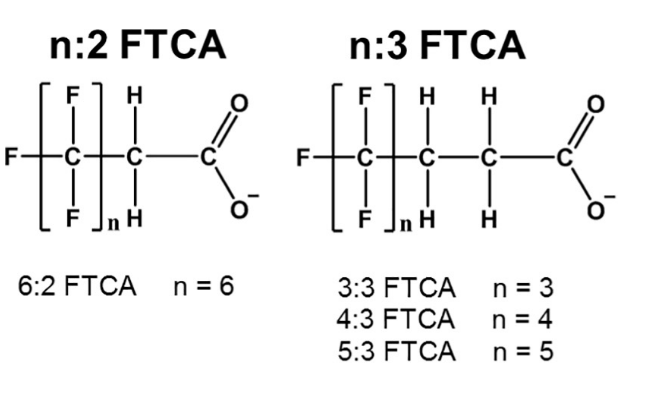 n:2 FTCA
n:3 FTCA
F H
O
F C C C
F H
n
O−
F H H
O
F C C C C
F H H
n
O−
6:2 FTCA n = 6
3:3 FTCA n = 3
4:3 FTCA n = 4
5:3 FTCA n = 5